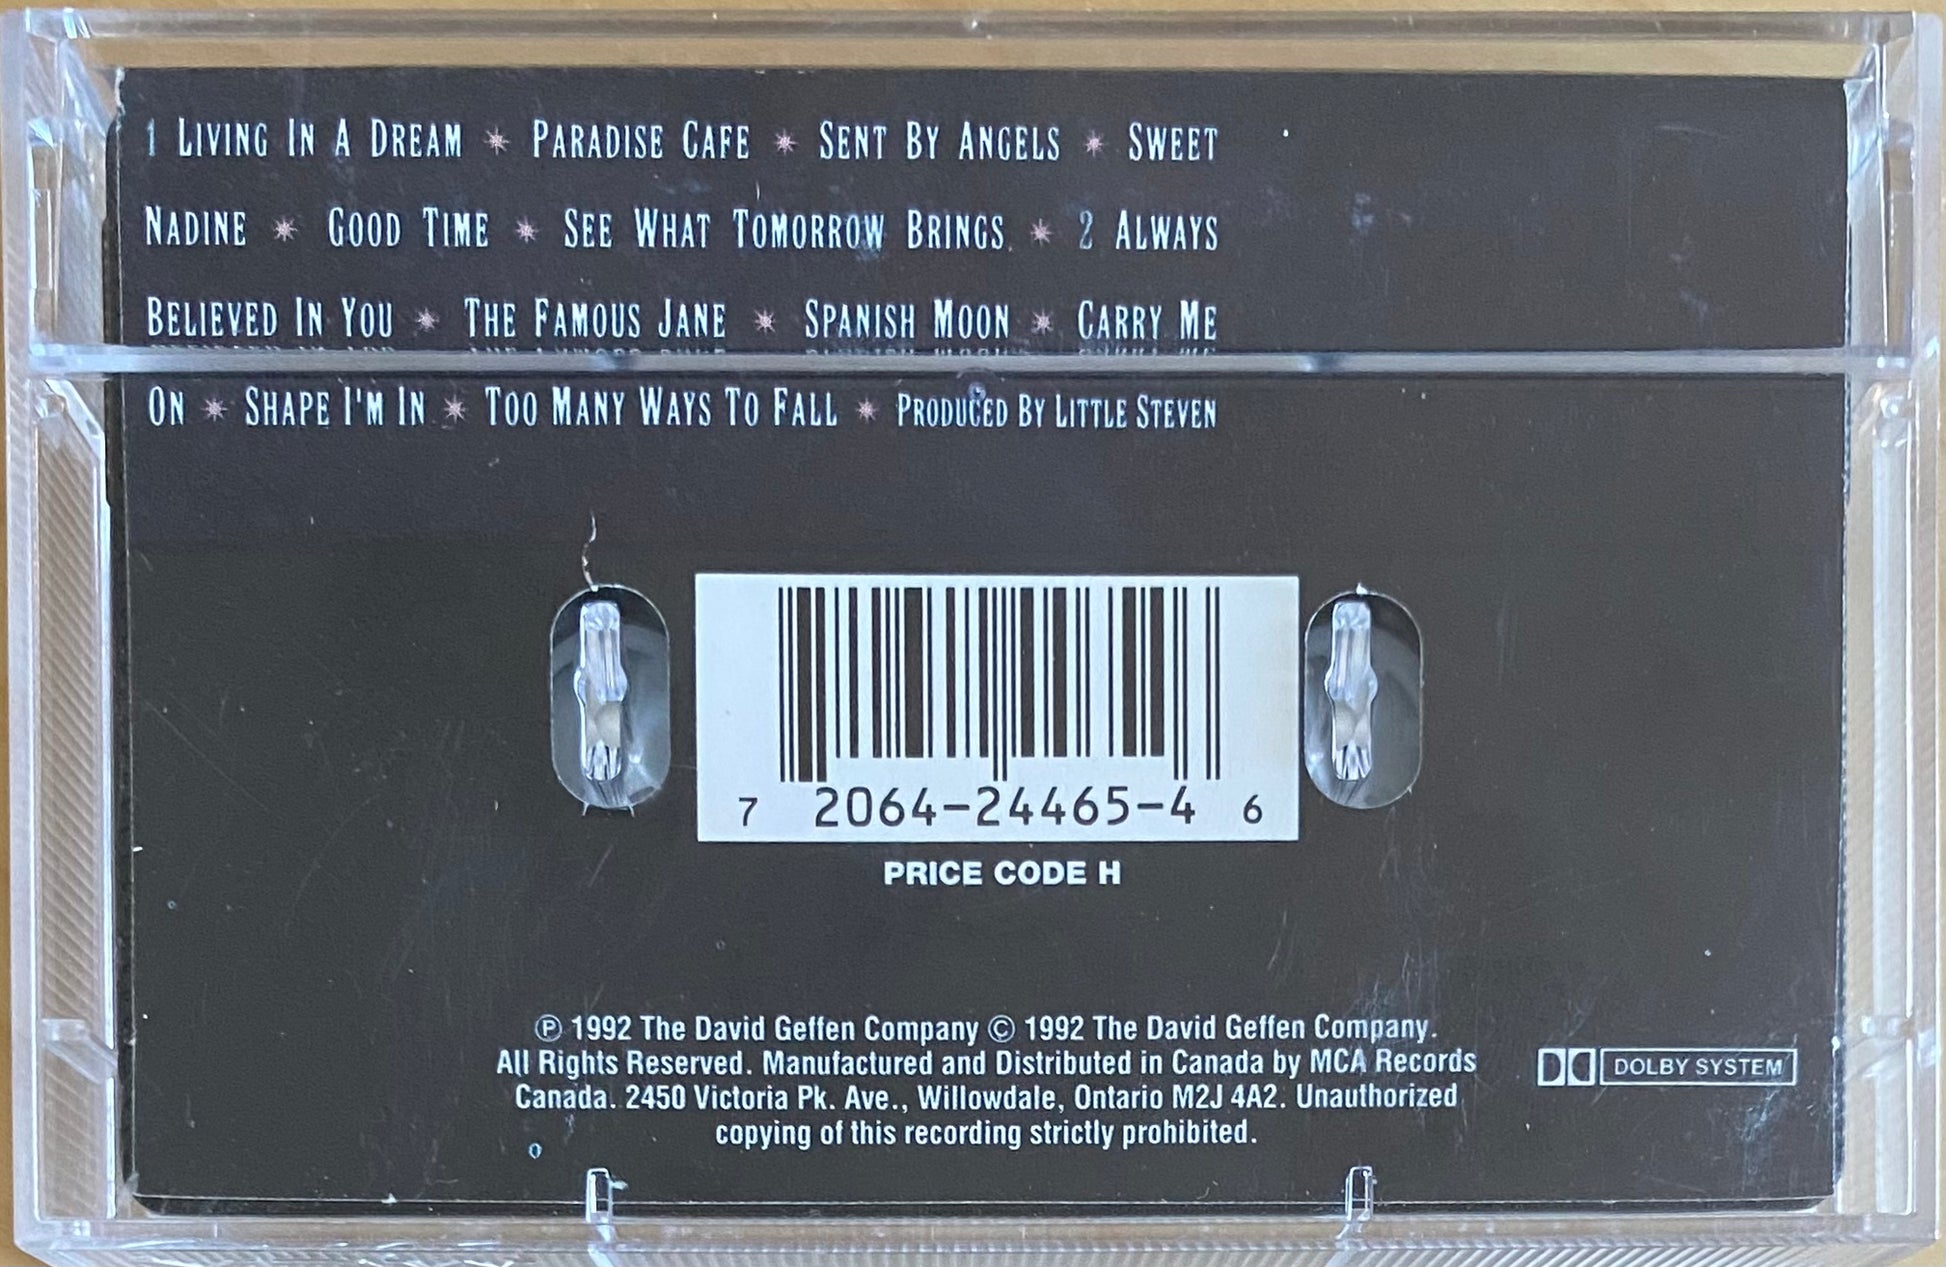 1 LIVING IN A DREAM * PARADISE CAFE * SENT BY ANGELS * SWEET
NADINE * GOOD TIME * SEE WHAT TOMORROW BRINGS * 2 ALWAYS
BELIEVED IN YOU * THE FAMOUS JANE * SPANISH MOON * CARRY ME
ON * SHAPE I'M IN * TOO MANY WAYS TO FALL * PRODUCED BY LITTLE STEVEN
7 2064-24465-4 6
PRICE CODE H
℗ 1992 The David Geffen Company © 1992 The David Geffen Company.
All Rights Reserved. Manufactured and Distributed in Canada by MCA Records
Canada. 2450 Victoria Pk. Ave., Willowdale, Ontario M2J 4A2. Unauthorized
copying of this recording strictly prohibited.
DOLBY SYSTEM